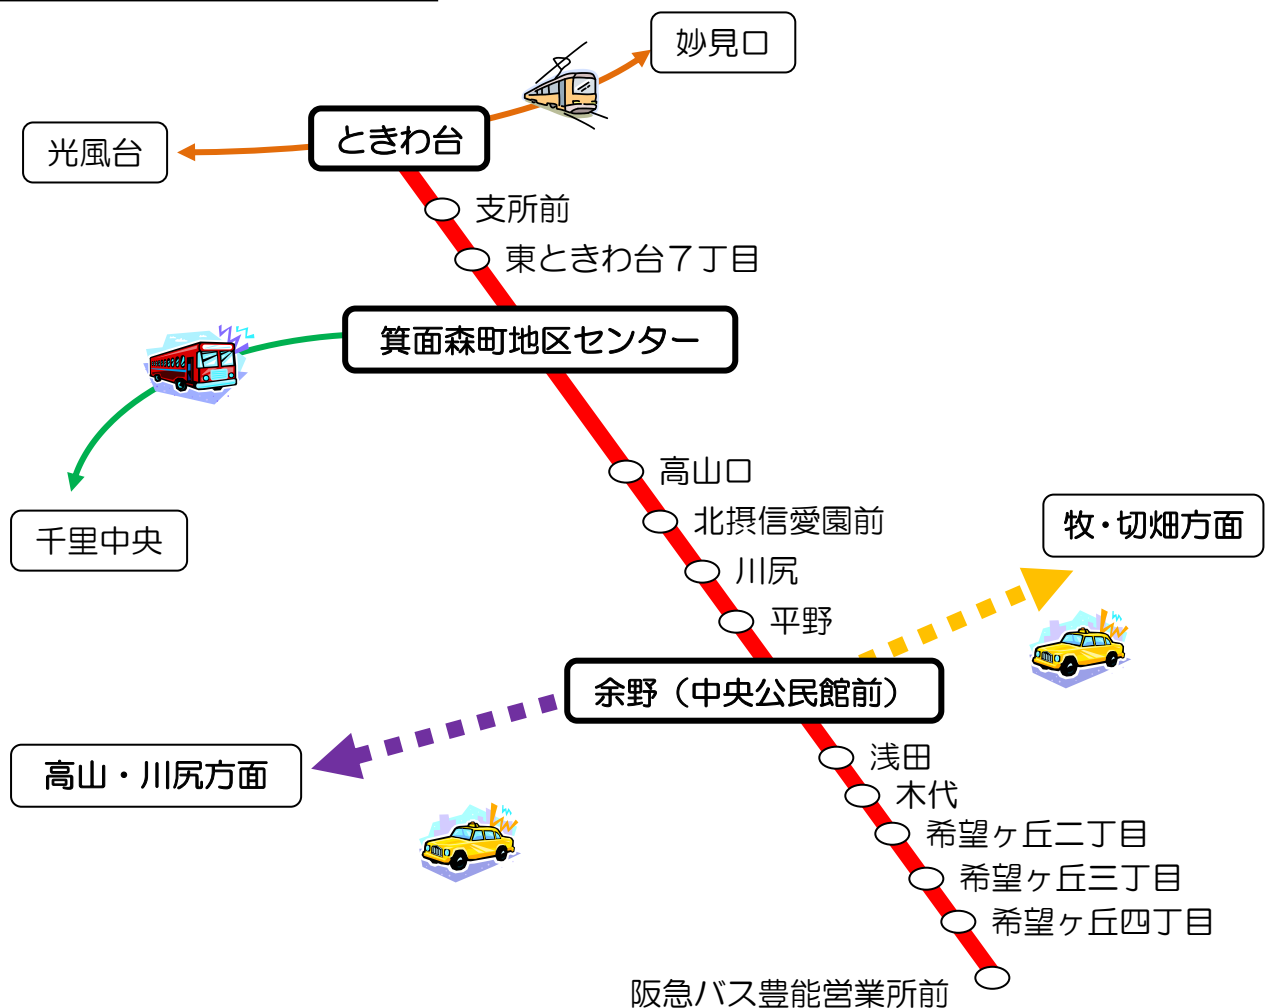 妙見口
ときわ台
光風台
支所前
東ときわ台７丁目
箕面森町地区センター
高山口
北摂信愛園前
千里中央
牧・切畑方面
川尻
平野
余野（中央公民館前）
高山・川尻方面
浅田
木代
希望ヶ丘二丁目
希望ヶ丘三丁目
希望ヶ丘四丁目
阪急バス豊能営業所前